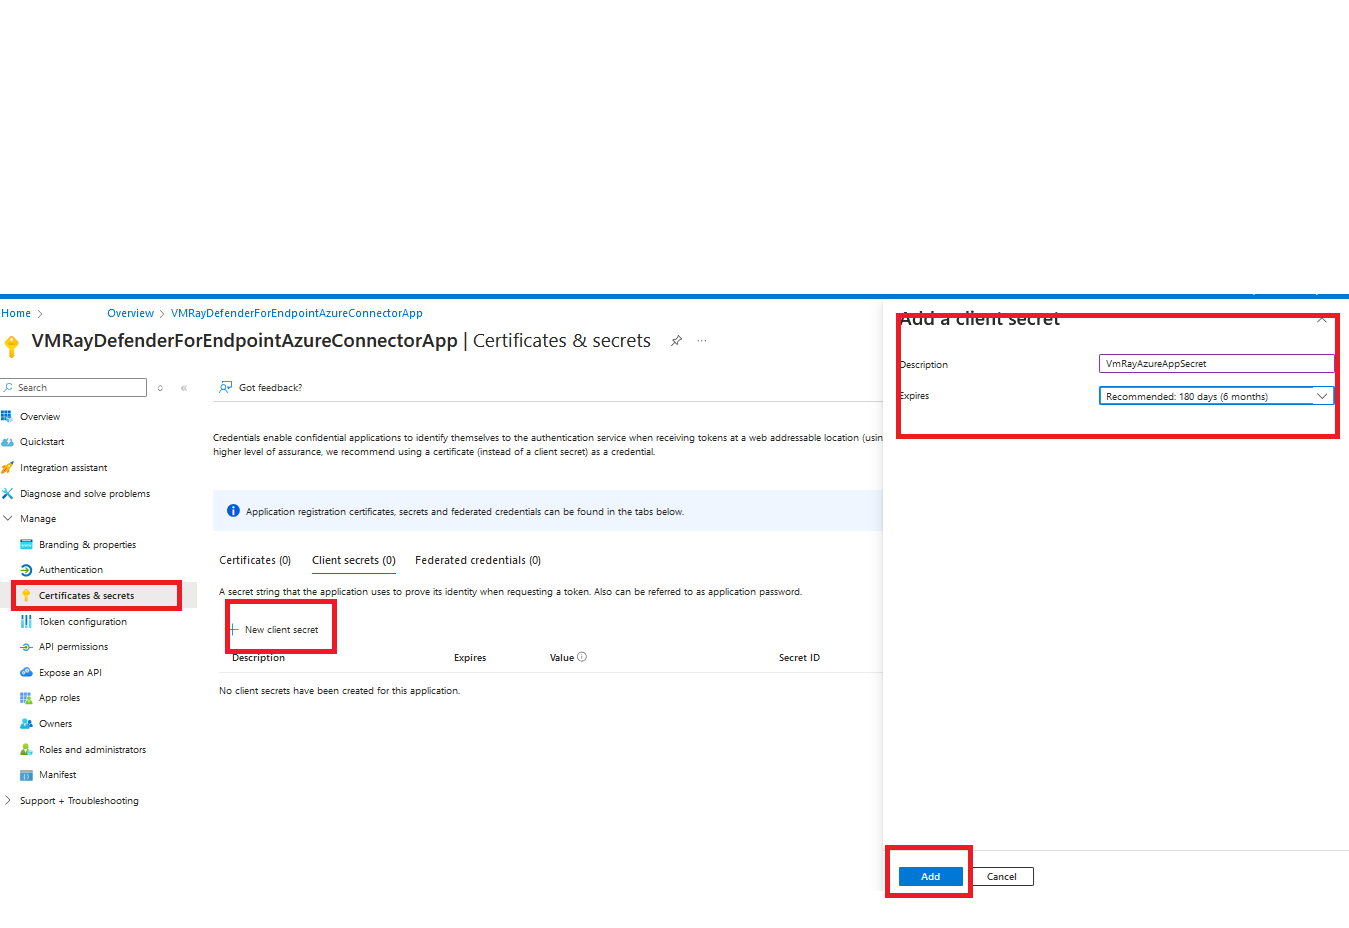 Home > Overview > VMRayDefenderForEndpointAzureConnectorApp
VMRayDefenderForEndpointAzureConnectorApp | Certificates & secrets
Search
Got feedback?
Overview
Quickstart
Integration assistant
Diagnose and solve problems
Manage
Branding & properties
Authentication
Certificates & secrets
Token configuration
API permissions
Expose an API
App roles
Owners
Roles and administrators
Manifest
Support + Troubleshooting
Credentials enable confidential applications to identify themselves to the authentication service when receiving tokens at a web addressable location (usin
higher level of assurance, we recommend using a certificate (instead of a client secret) as a credential.
Application registration certificates, secrets and federated credentials can be found in the tabs below.
Certificates (0) Client secrets (0) Federated credentials (0)
A secret string that the application uses to prove its identity when requesting a token. Also can be referred to as application password.
New client secret
Description Expires Value Secret ID
No client secrets have been created for this application.
Add a client secret
Description VmRayAzureAppSecret
Expires Recommended: 180 days (6 months)
Add Cancel